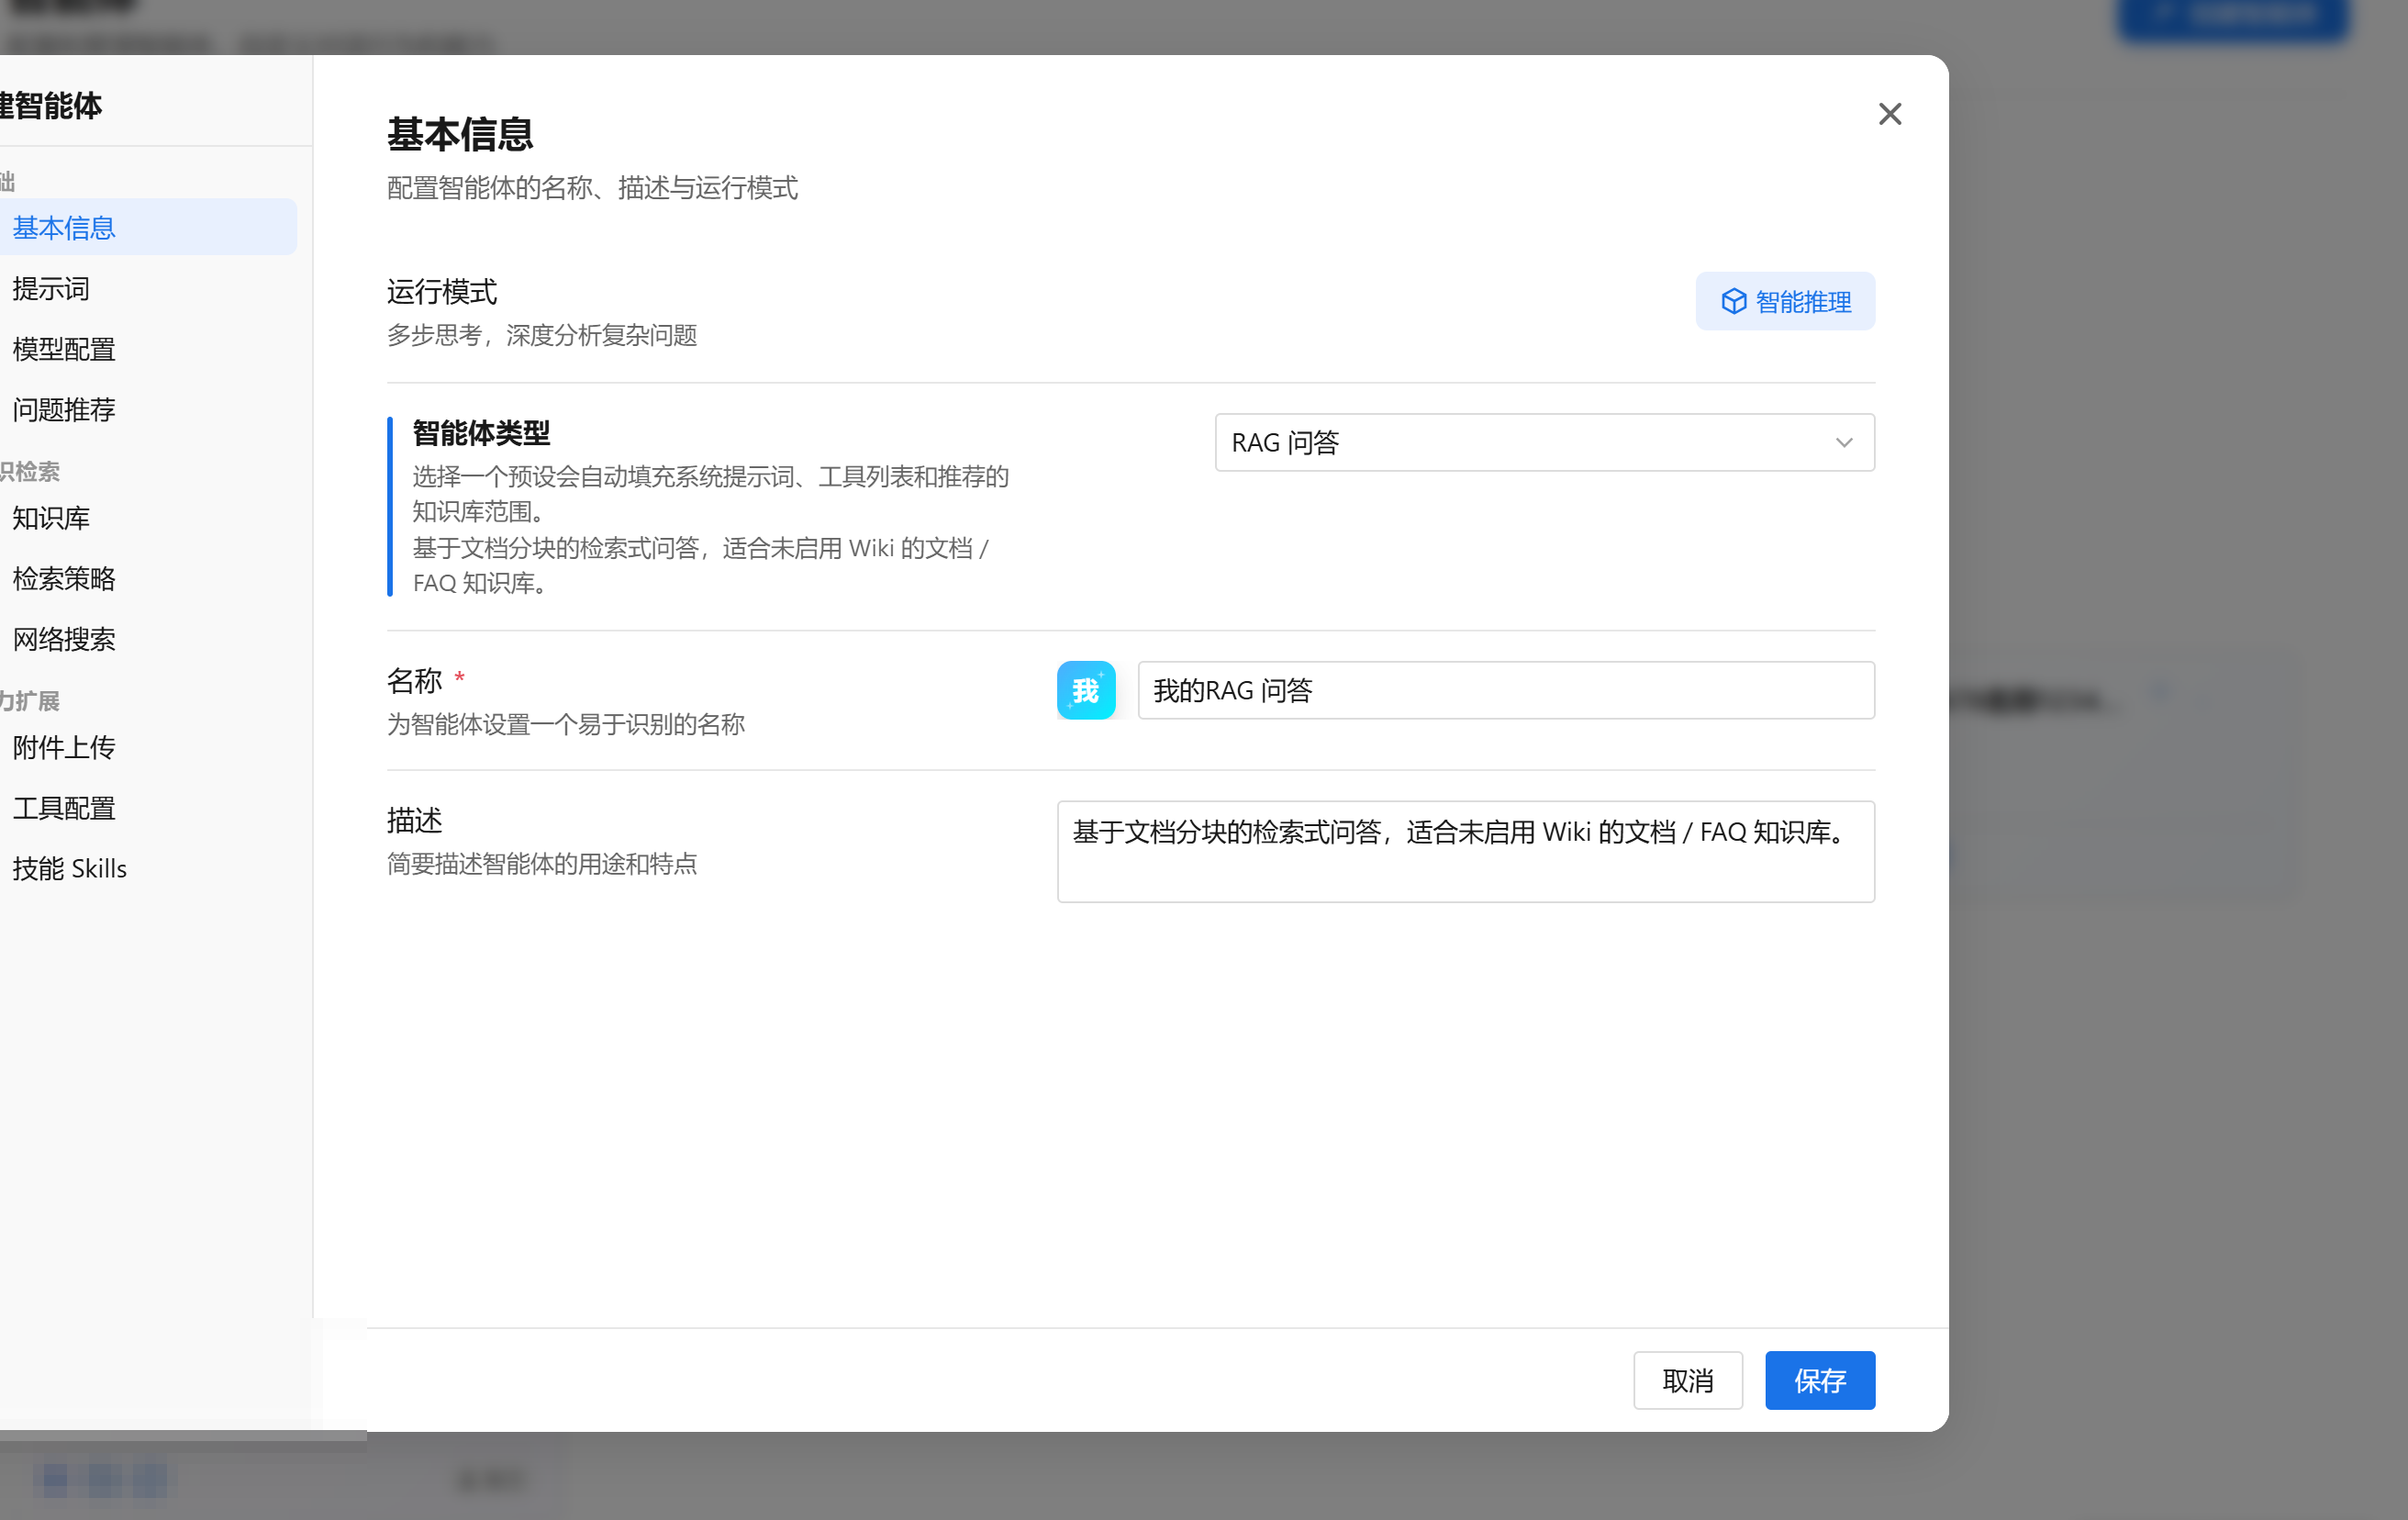 建智能体
础
基本信息
提示词
模型配置
问题推荐
识检索
知识库
检索策略
网络搜索
力扩展
附件上传
工具配置
技能 Skills
基本信息
配置智能体的名称、描述与运行模式
运行模式
多步思考，深度分析复杂问题
智能推理
智能体类型
选择一个预设会自动填充系统提示词、工具列表和推荐的
知识库范围。
基于文档分块的检索式问答，适合未启用 Wiki 的文档 /
FAQ 知识库。
RAG 问答
名称 *
为智能体设置一个易于识别的名称
我
我的RAG 问答
描述
简要描述智能体的用途和特点
基于文档分块的检索式问答，适合未启用 Wiki 的文档 / FAQ 知识库。
取消
保存